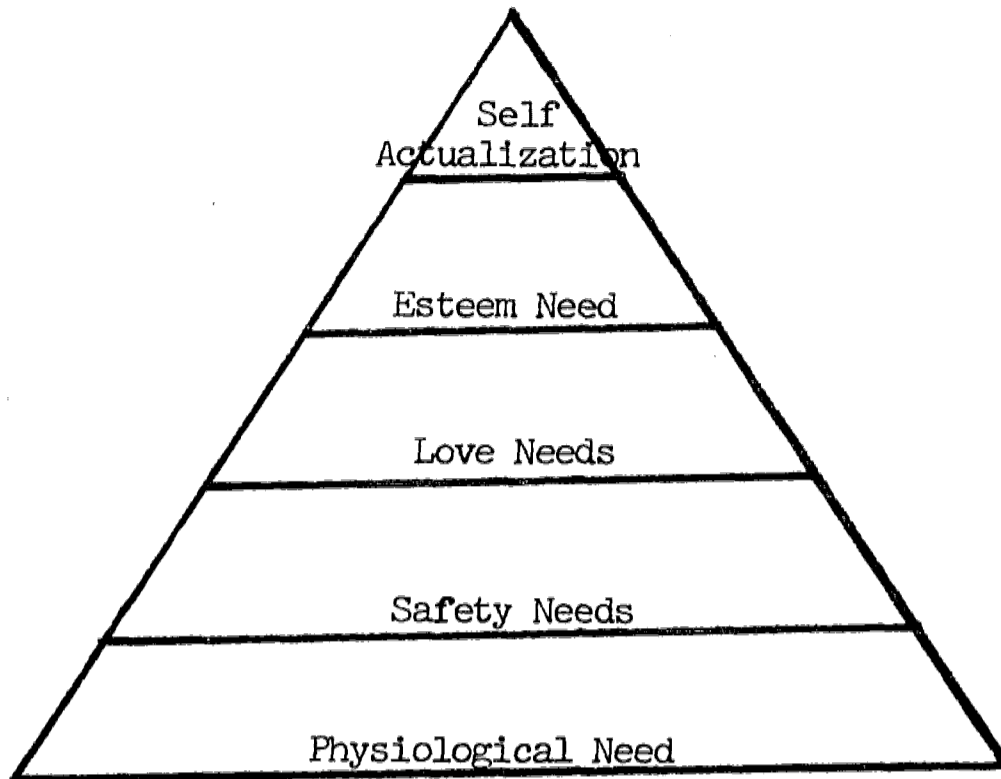 Self
Actualization
Esteem Need
Love Needs
Safety Needs
Physiological Need